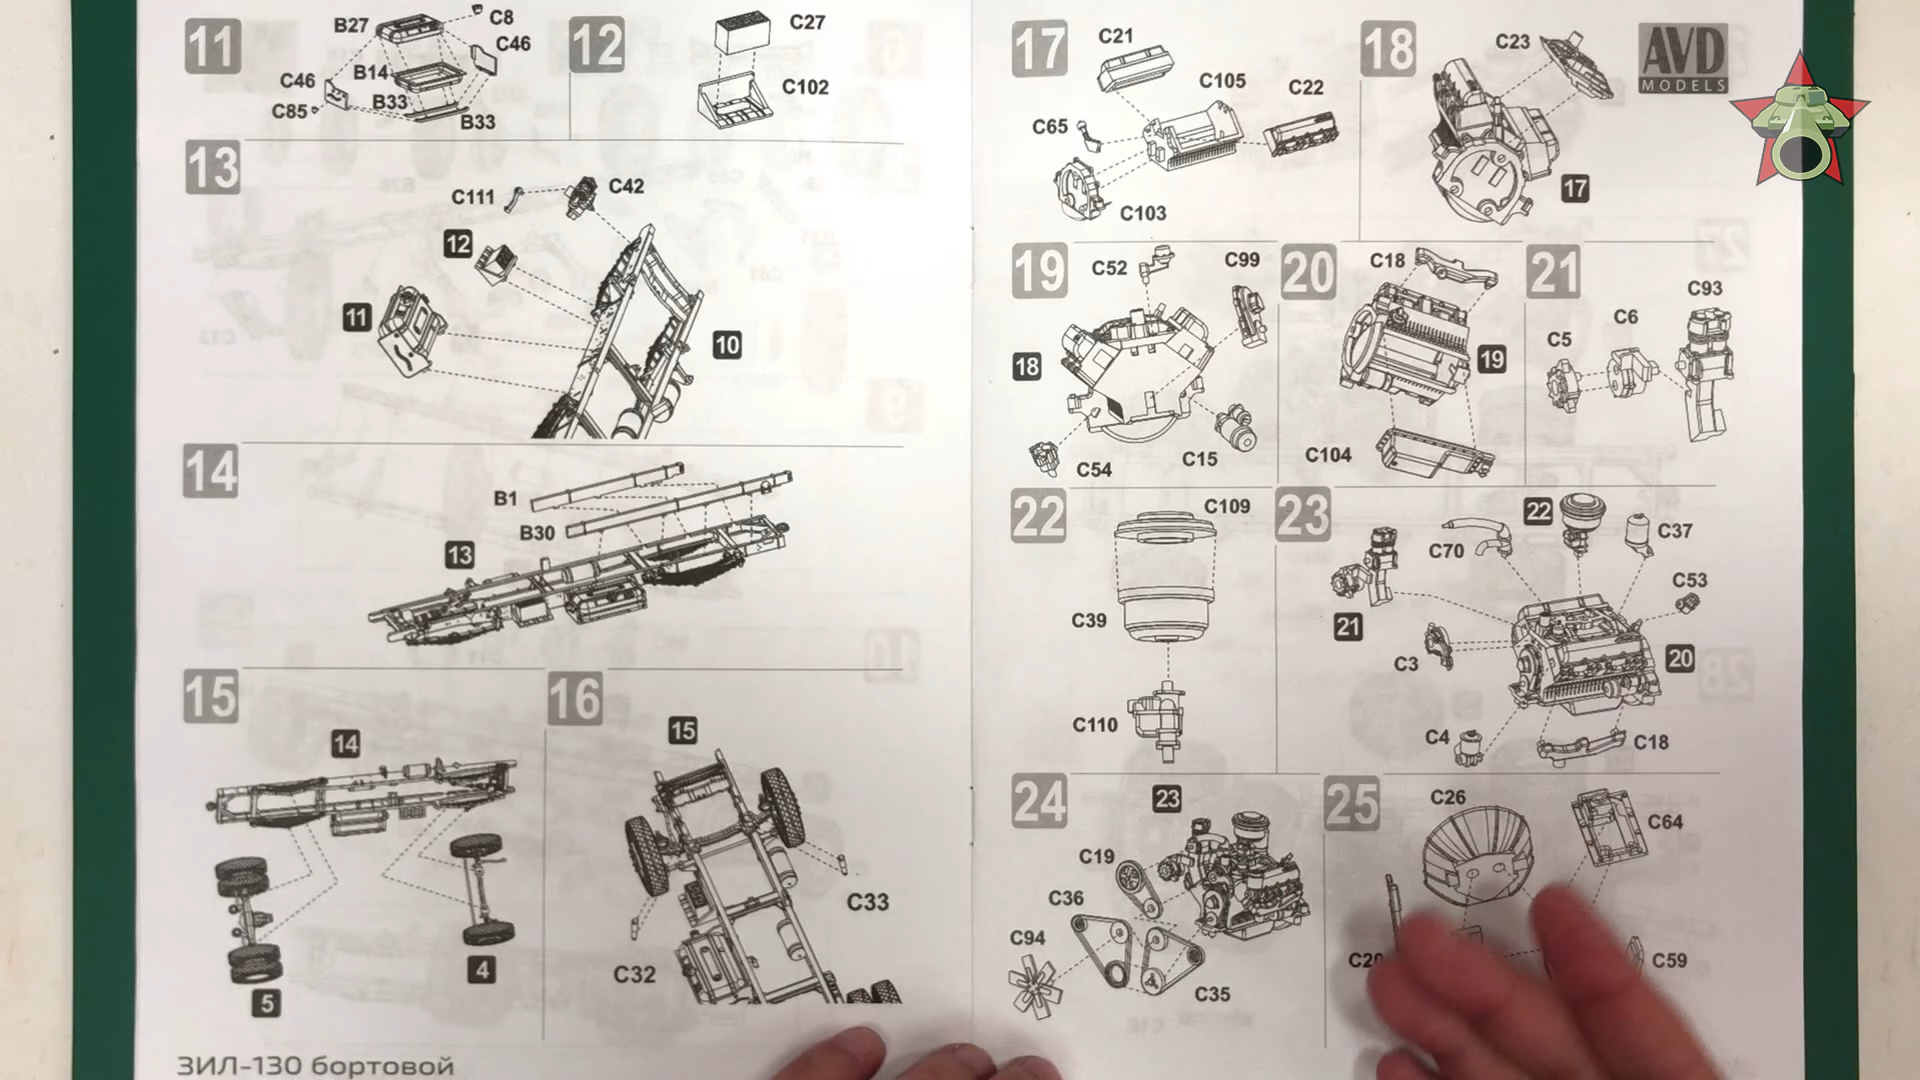 11
B27
C8
C46
C46
B14
B33
C85
B33
12
C27
C102
13
C111
C42
12
11
10
14
B1
B30
13
15
14
5
4
16
15
C33
C32
ЗИЛ-130 бортовой
17
C21
C105
C22
C65
C103
18
C23
17
AVD
MODELS
19
C52
C99
18
C54
C15
20
C18
19
C104
21
C93
C6
C5
22
C109
C39
C110
23
22
C70
C37
C53
21
C3
20
C4
C18
24
23
C19
C36
C94
C35
25
C26
C64
C59